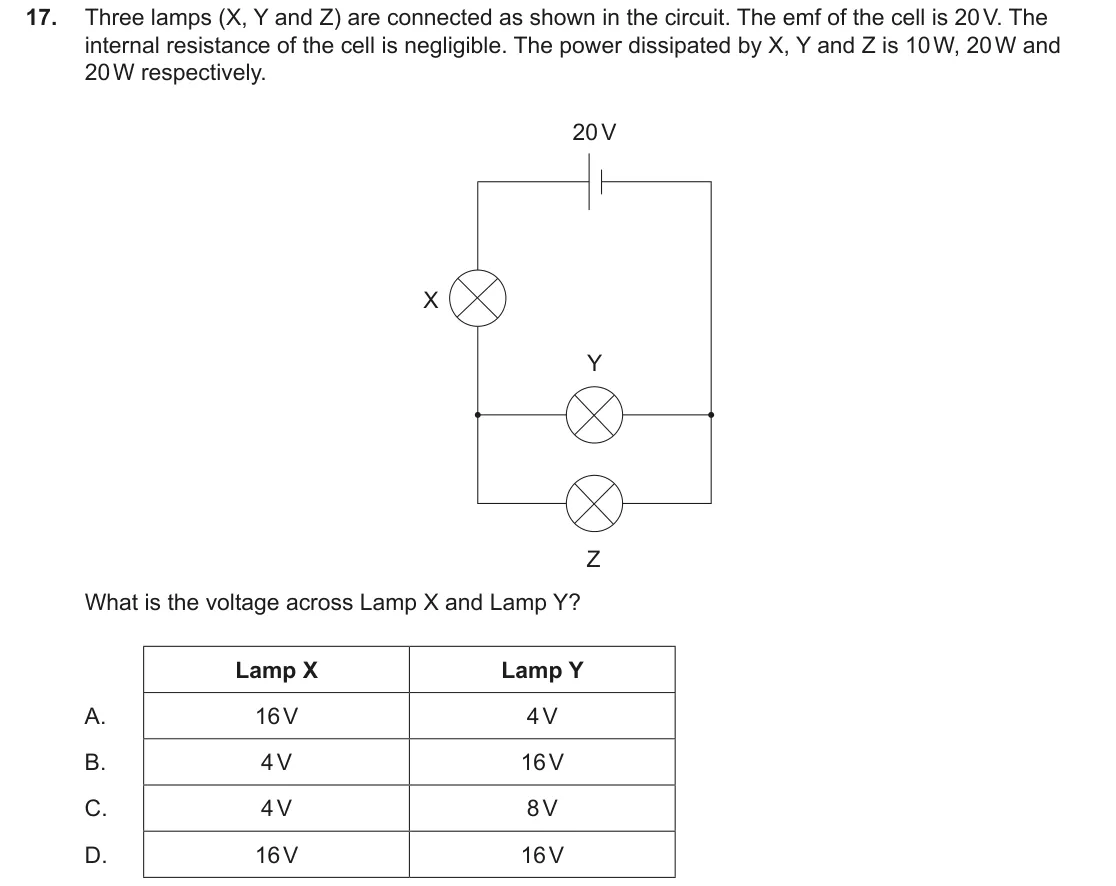 17. Three lamps (X, Y and Z) are connected as shown in the circuit. The emf of the cell is 20 V. The
internal resistance of the cell is negligible. The power dissipated by X, Y and Z is 10 W, 20 W and
20 W respectively.
20 V
X
Y
Z
What is the voltage across Lamp X and Lamp Y?
Lamp X Lamp Y
A. 16 V 4 V
B. 4 V 16 V
C. 4 V 8 V
D. 16 V 16 V